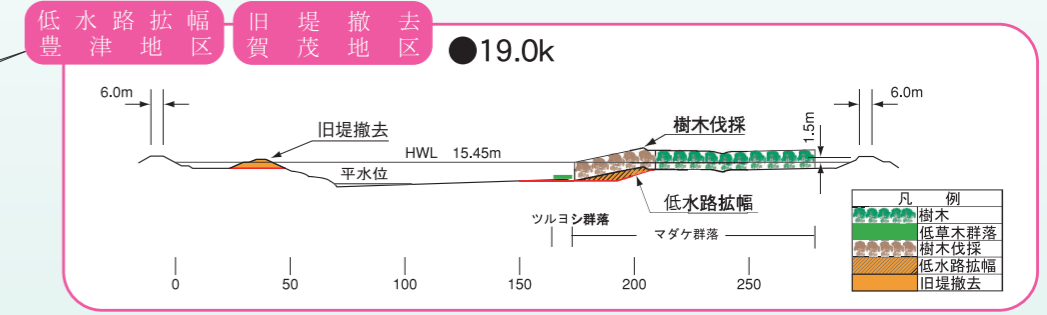 低水路拡幅
豊津地区
旧堤撤去
賀茂地区
●19.0k
6.0m
6.0m
旧堤撤去
樹木伐採
1.5m
HWL 15.45m
平水位
低水路拡幅
ツルヨシ群落
マダケ群落
0 50 100 150 200 250
凡例
樹木
低草木群落
樹木伐採
低水路拡幅
旧堤撤去